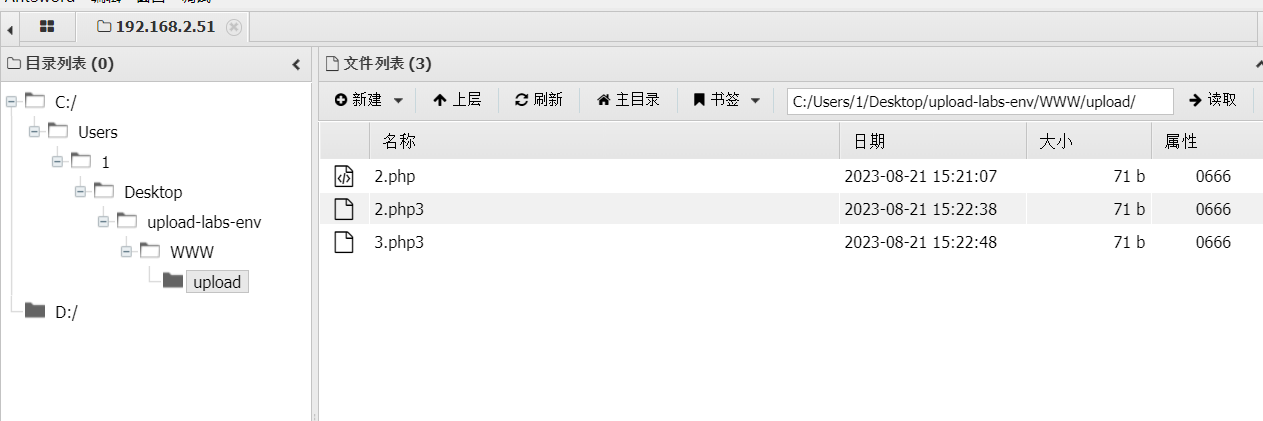 192.168.2.51
目录列表 (0)
C:/
Users
1
Desktop
upload-labs-env
WWW
upload
D:/
文件列表 (3)
新建 上层 刷新 主目录 书签 C:/Users/1/Desktop/upload-labs-env/WWW/upload/ 读取
名称 日期 大小 属性
2.php 2023-08-21 15:21:07 71 b 0666
2.php3 2023-08-21 15:22:38 71 b 0666
3.php3 2023-08-21 15:22:48 71 b 0666